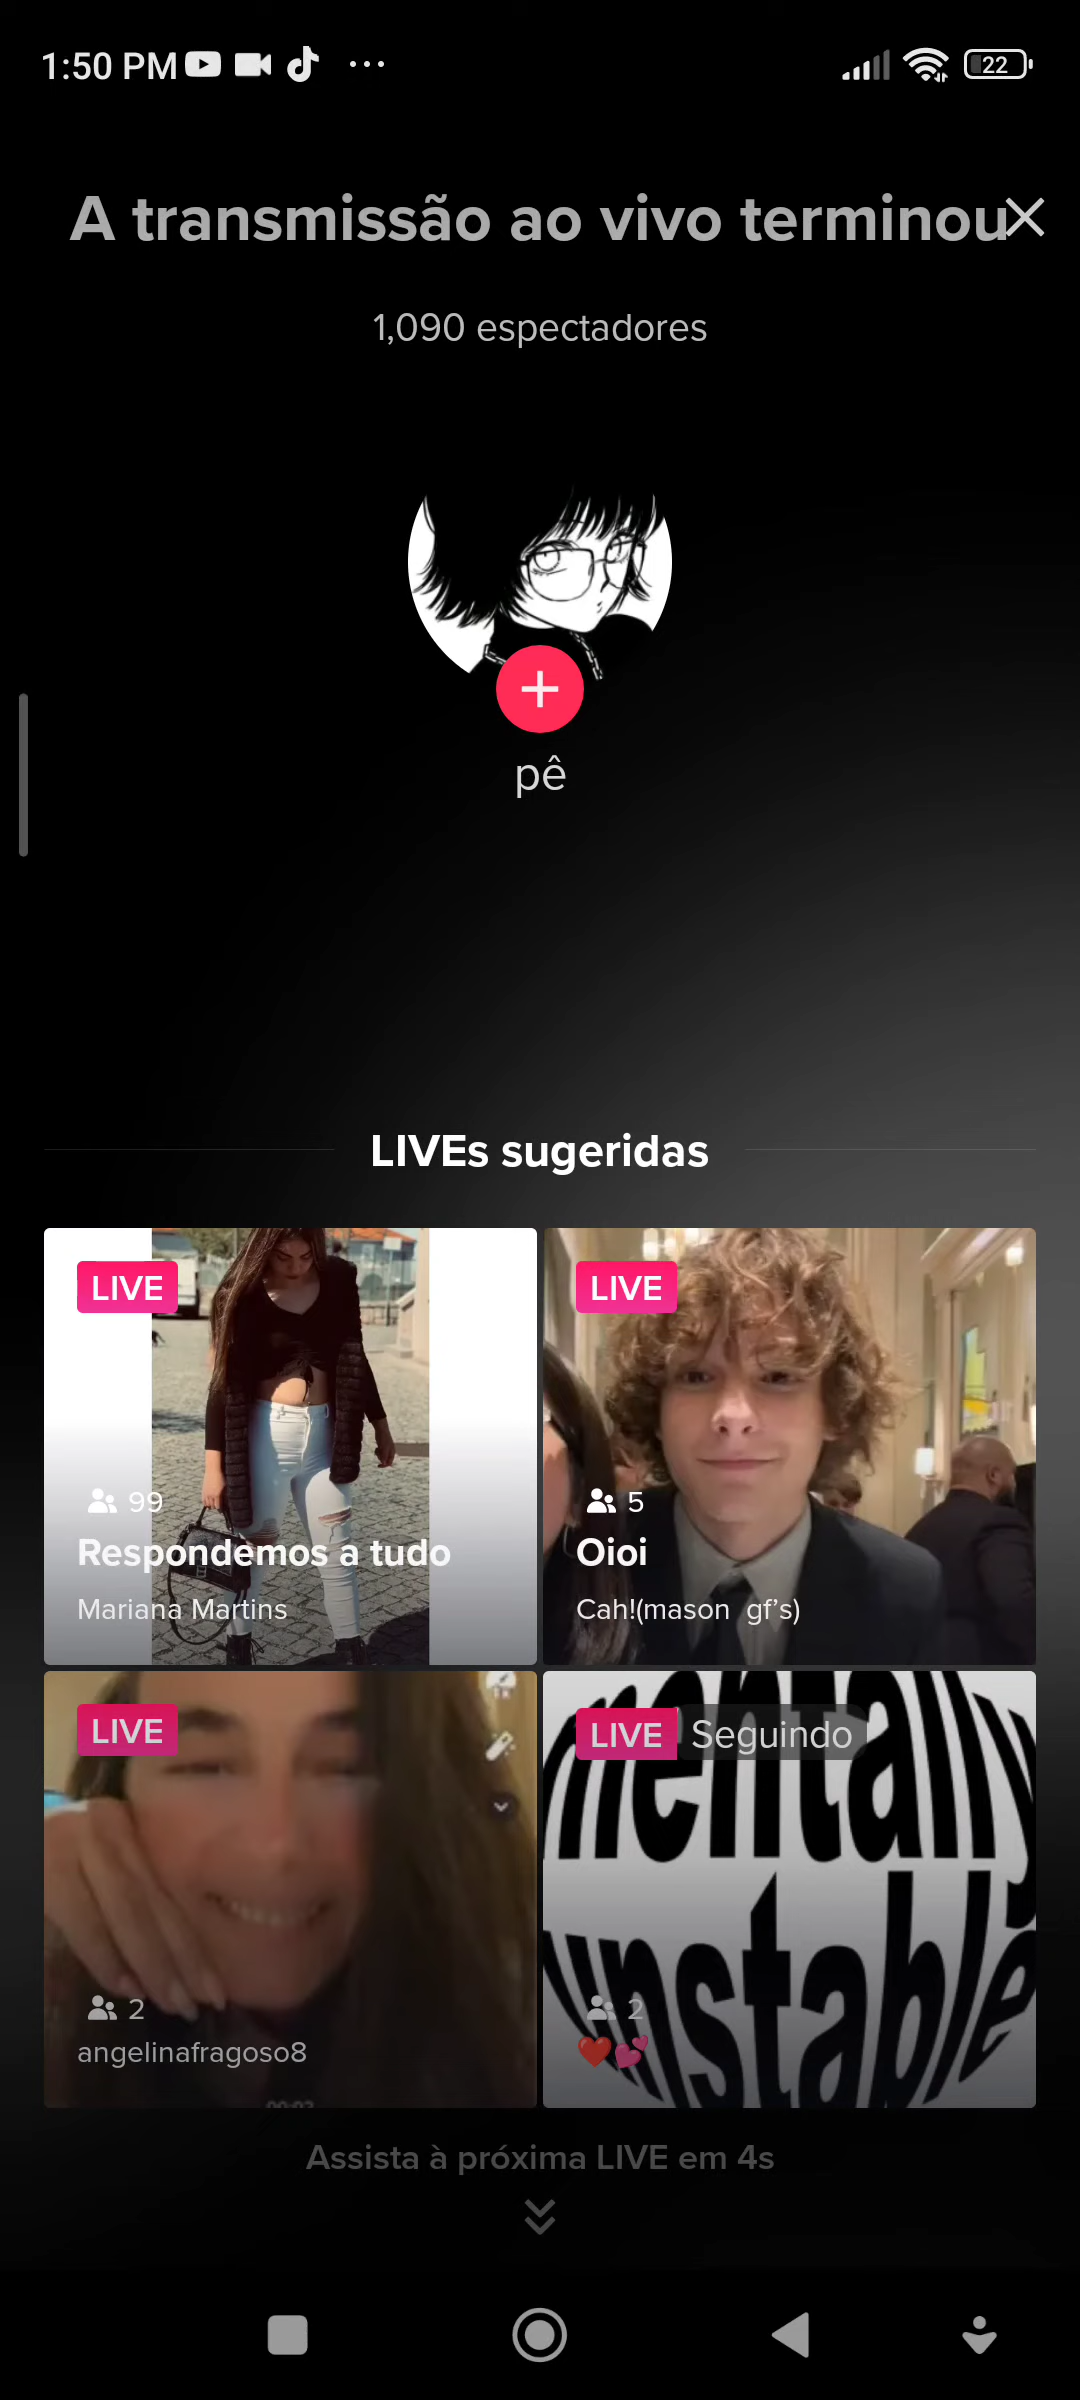 1:50 PM
22
A transmissão ao vivo terminou
1,090 espectadores
pê
LIVEs sugeridas
LIVE
99
Respondemos a tudo
Mariana Martins
LIVE
5
Oioi
Cah!(mason gf's)
LIVE
2
angelinafragoso8
LIVE Seguindo
mentally
unstable
2
❤️💕
Assista à próxima LIVE em 4s